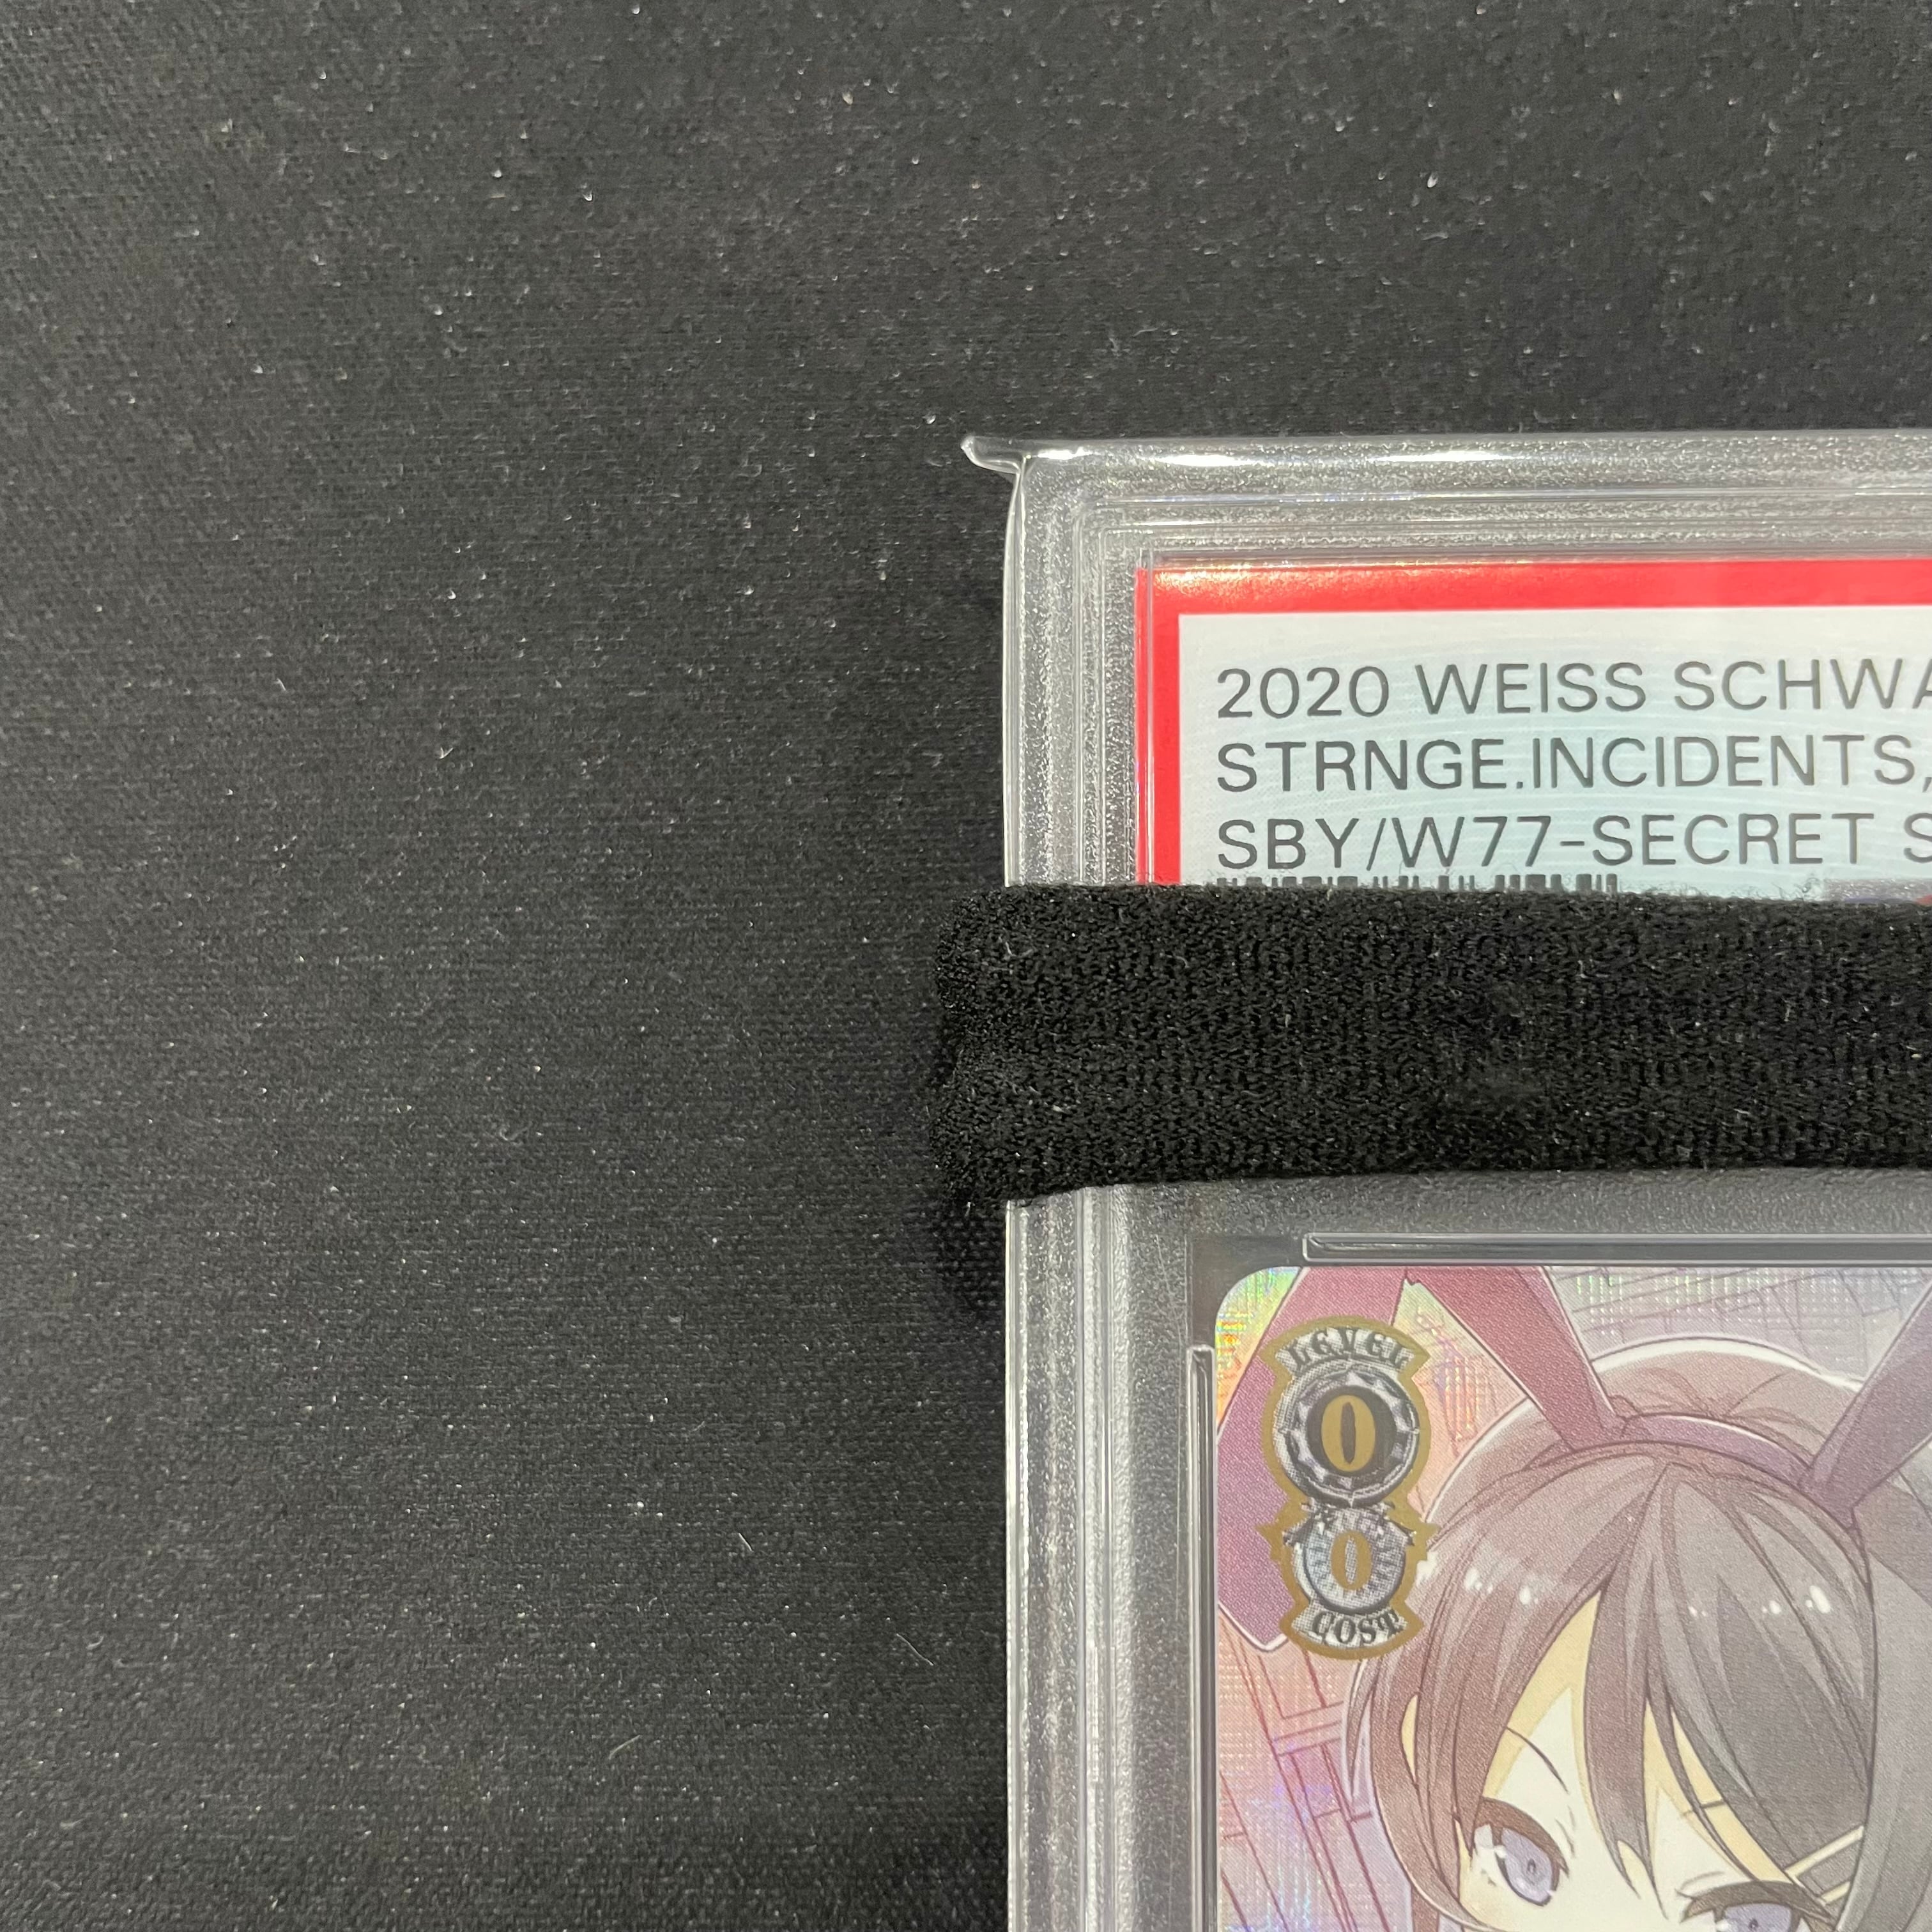 2020 WEISS SCHWA
STRNGE.INCIDENTS,
SBY/W77-SECRET S
LEVEL
0
0
COST